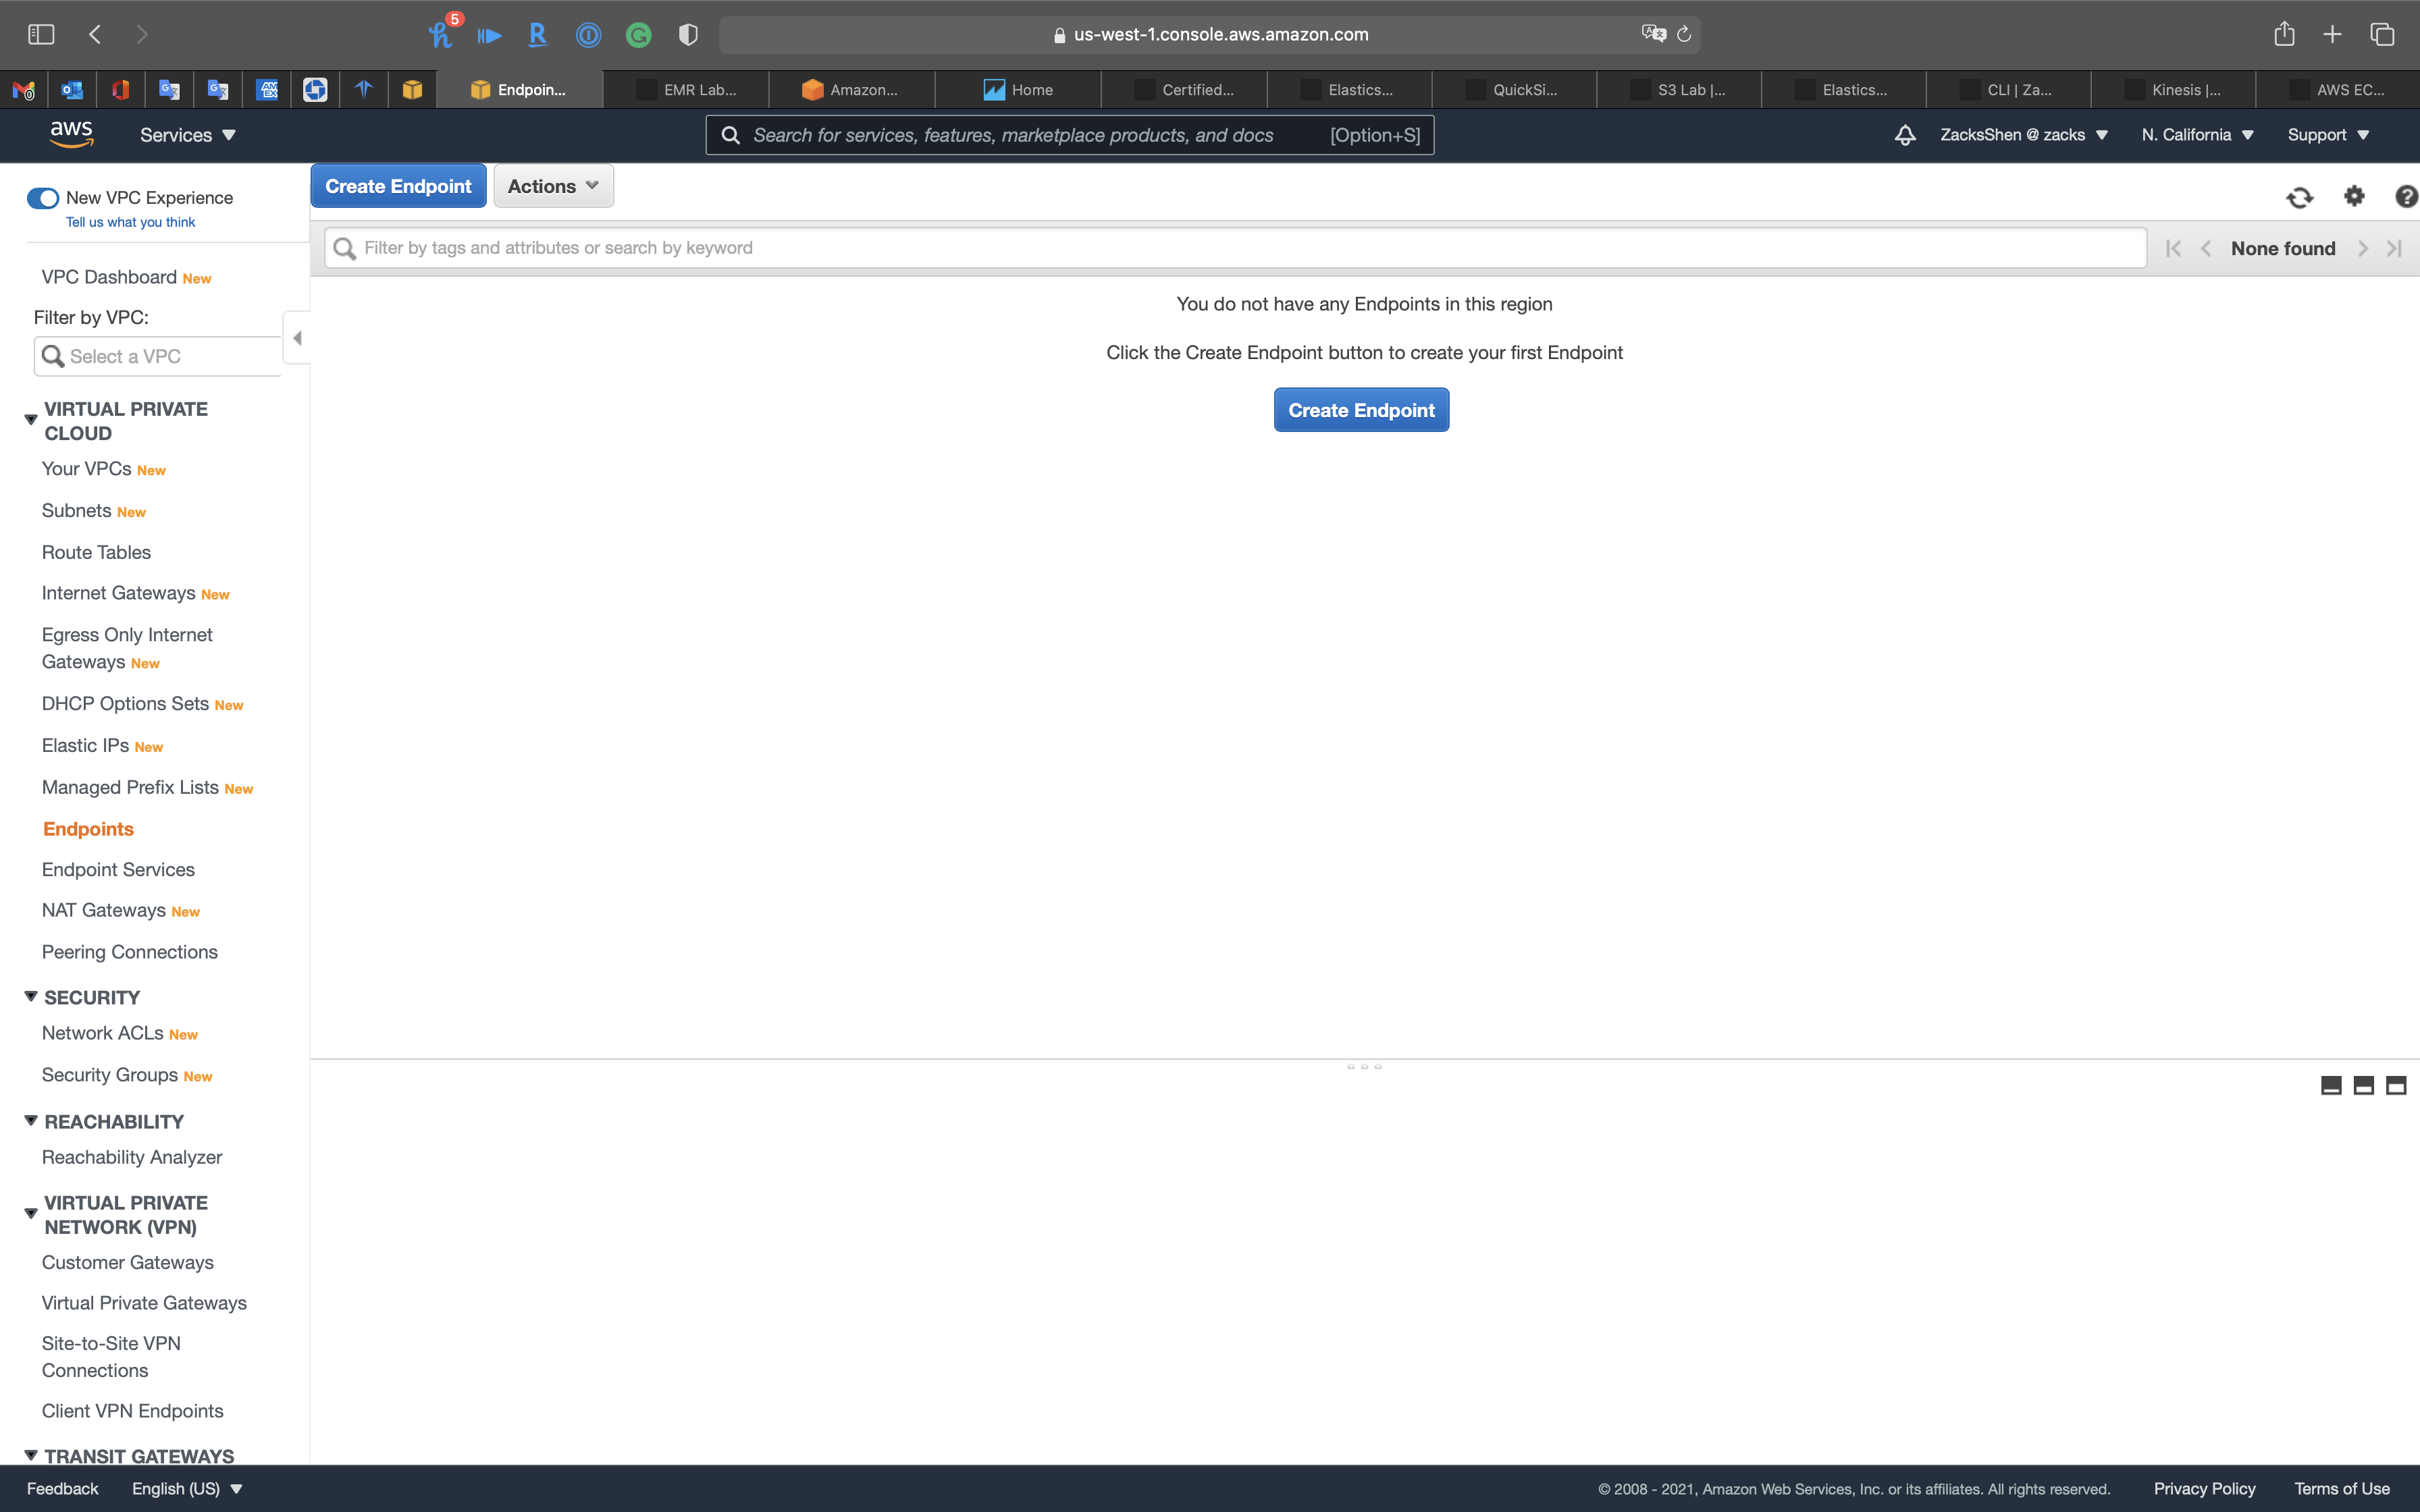 5
us-west-1.console.aws.amazon.com
Endpoin...
EMR Lab...
Amazon...
Home
Certified...
Elastics...
QuickSi...
S3 Lab |...
Elastics...
CLI | Za...
Kinesis |...
AWS EC...
aws
Services
Search for services, features, marketplace products, and docs [Option+S]
ZacksShen @ zacks
N. California
Support
New VPC Experience
Tell us what you think
Create Endpoint
Actions
Filter by tags and attributes or search by keyword
None found
You do not have any Endpoints in this region
Click the Create Endpoint button to create your first Endpoint
Create Endpoint
VPC Dashboard New
Filter by VPC:
Select a VPC
VIRTUAL PRIVATE
CLOUD
Your VPCs New
Subnets New
Route Tables
Internet Gateways New
Egress Only Internet
Gateways New
DHCP Options Sets New
Elastic IPs New
Managed Prefix Lists New
Endpoints
Endpoint Services
NAT Gateways New
Peering Connections
SECURITY
Network ACLs New
Security Groups New
REACHABILITY
Reachability Analyzer
VIRTUAL PRIVATE
NETWORK (VPN)
Customer Gateways
Virtual Private Gateways
Site-to-Site VPN
Connections
Client VPN Endpoints
TRANSIT GATEWAYS
Feedback
English (US)
© 2008 - 2021, Amazon Web Services, Inc. or its affiliates. All rights reserved.
Privacy Policy
Terms of Use